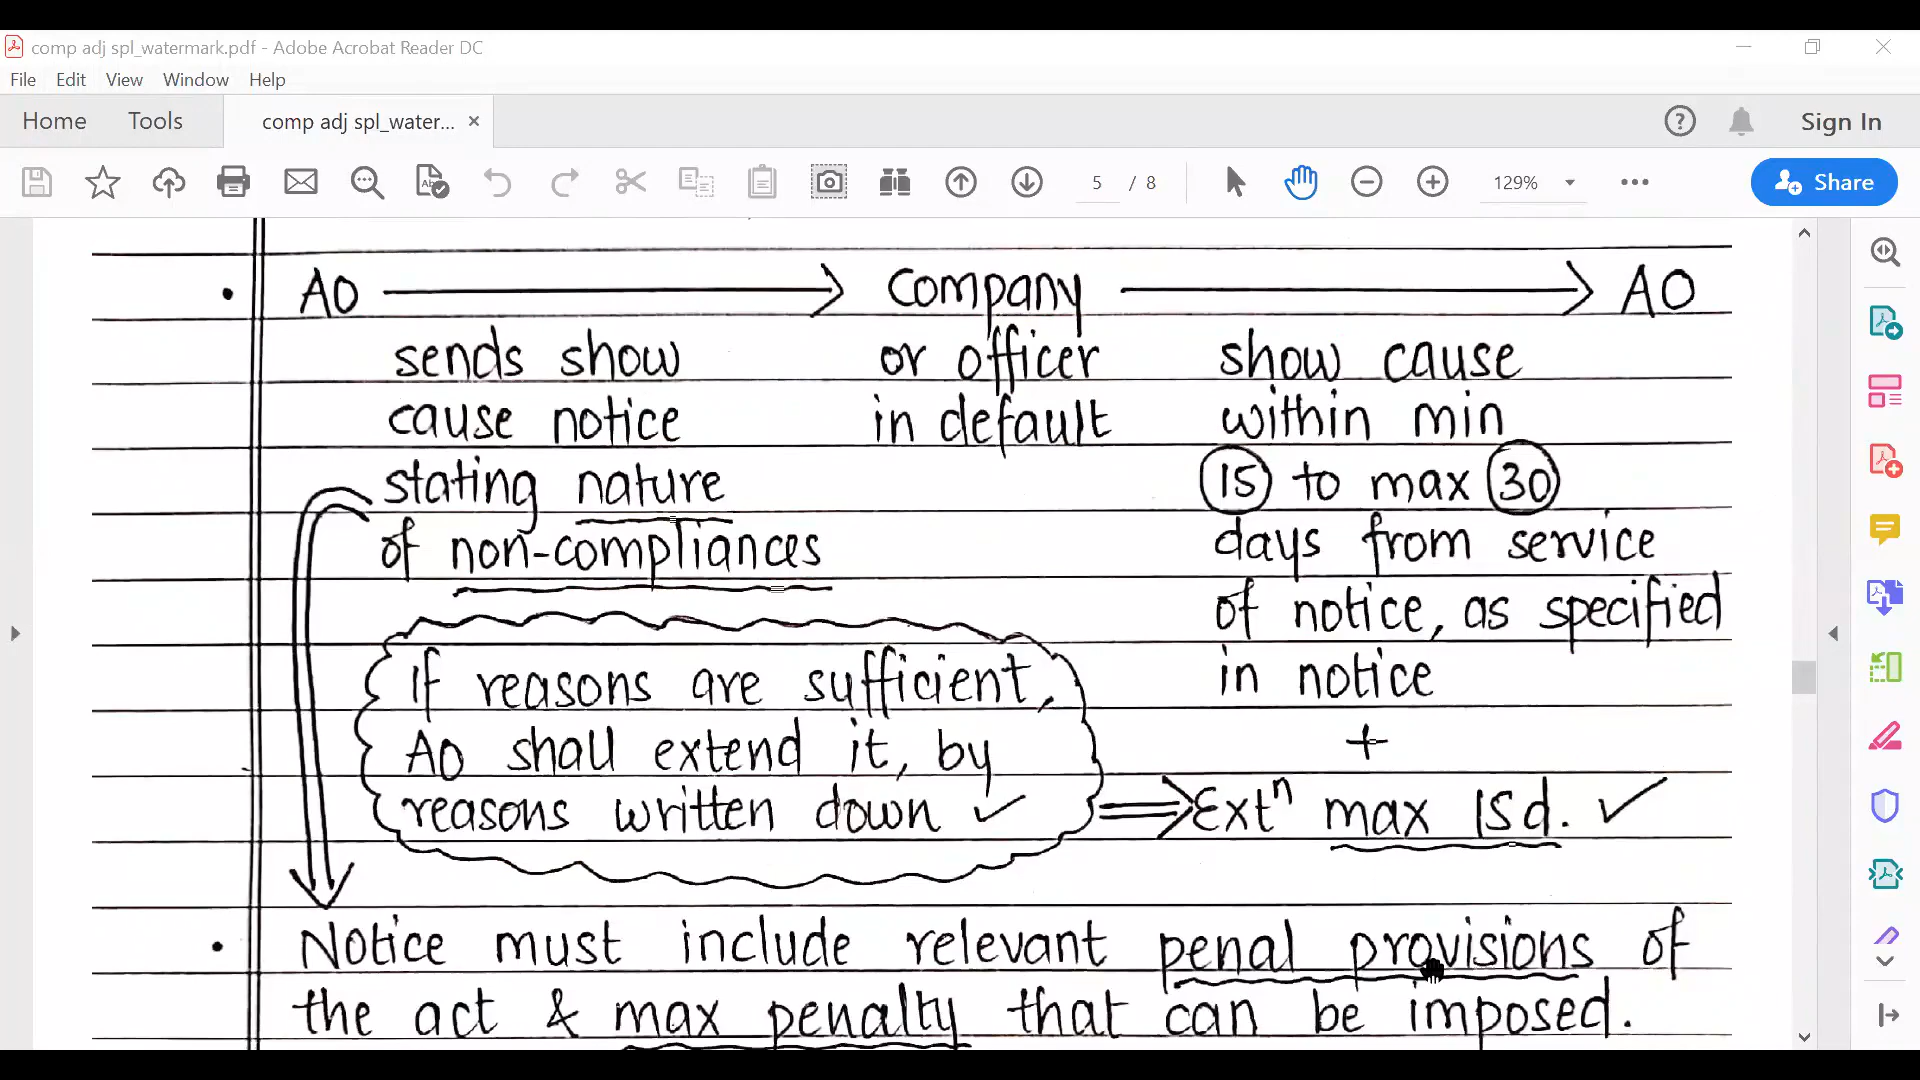 comp adj spl_watermark.pdf - Adobe Acrobat Reader DC
File Edit View Window Help
Home Tools comp adj spl_water... × Sign In
5 / 8 129% Share
• AO → Company → AO
sends show or officer show cause
cause notice in default within min
stating nature 15 to max 30
of non-compliances days from service
of notice, as specified
If reasons are sufficient, in notice
AO shall extend it, by +
reasons written down ✓ ⇒ Extⁿ max 15d. ✓
• Notice must include relevant penal provisions of
the act & max penalty that can be imposed.